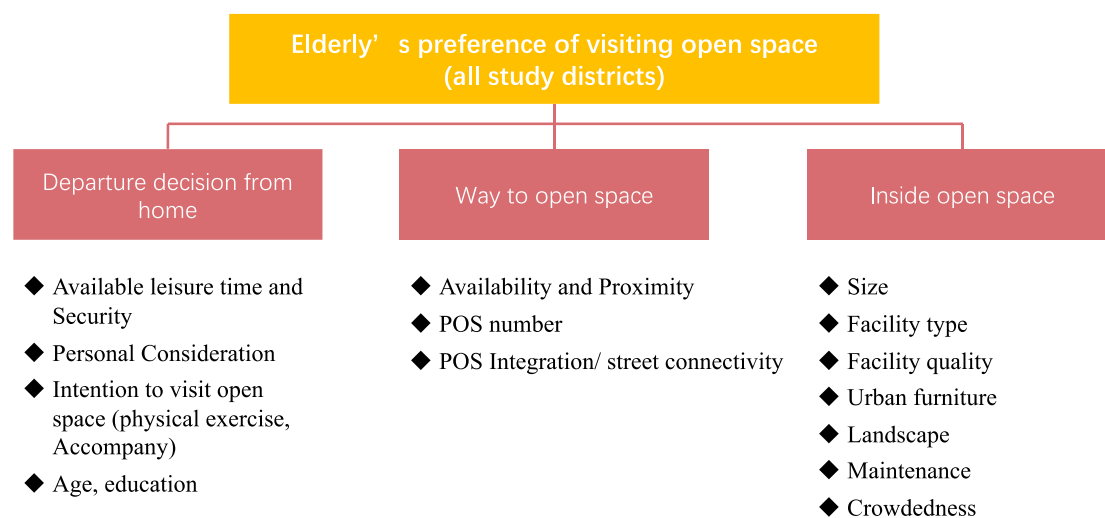 Elderly’s preference of visiting open space
(all study districts)
Departure decision from
home
Way to open space
Inside open space
◆ Available leisure time and
Security
◆ Personal Consideration
◆ Intention to visit open
space (physical exercise,
Accompany)
◆ Age, education
◆ Availability and Proximity
◆ POS number
◆ POS Integration/ street connectivity
◆ Size
◆ Facility type
◆ Facility quality
◆ Urban furniture
◆ Landscape
◆ Maintenance
◆ Crowdedness